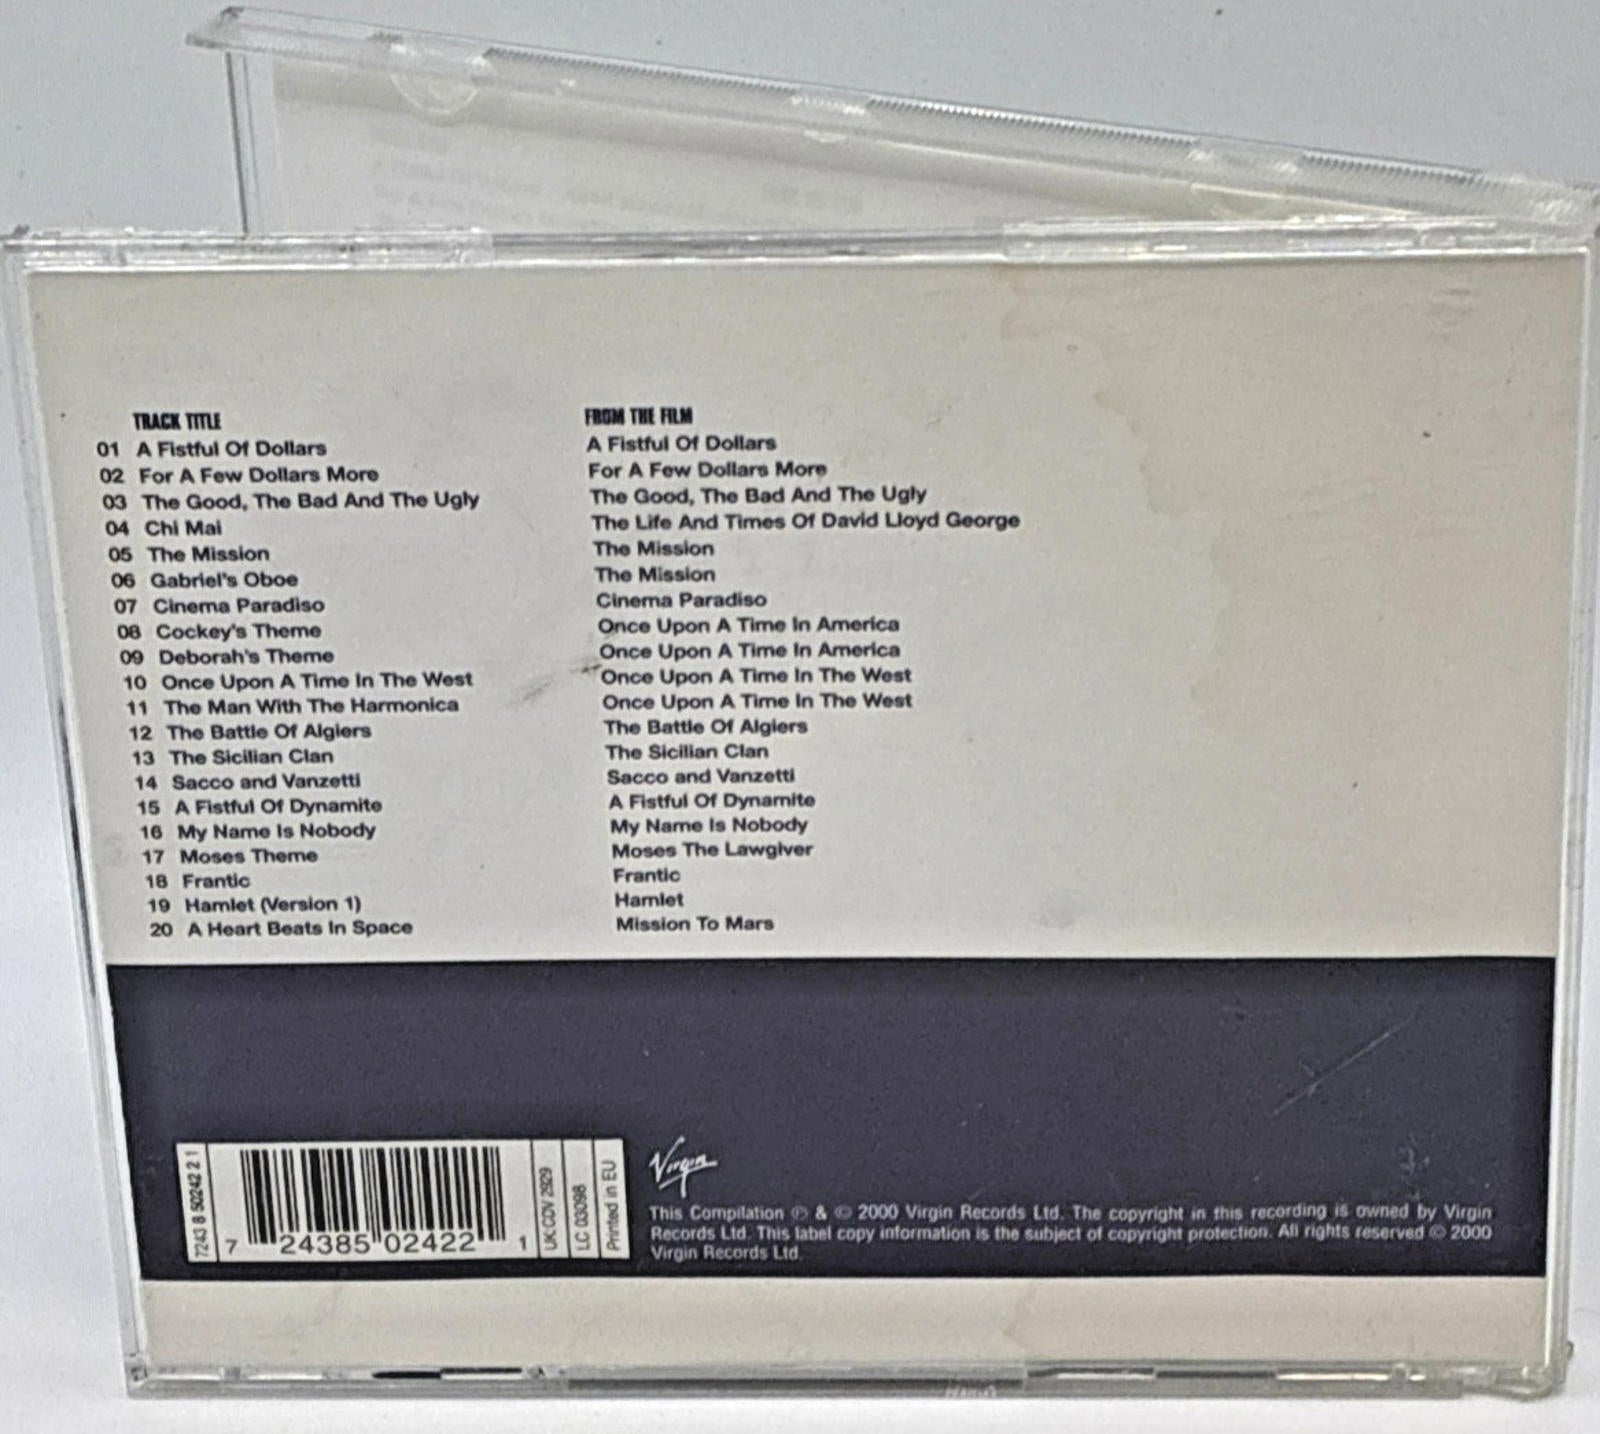 TRACK TITLE FROM THE FILM
01 A Fistful Of Dollars A Fistful Of Dollars
02 For A Few Dollars More For A Few Dollars More
03 The Good, The Bad And The Ugly The Good, The Bad And The Ugly
04 Chi Mai The Life And Times Of David Lloyd George
05 The Mission The Mission
06 Gabriel's Oboe The Mission
07 Cinema Paradiso Cinema Paradiso
08 Cockey's Theme Once Upon A Time In America
09 Deborah's Theme Once Upon A Time In America
10 Once Upon A Time In The West Once Upon A Time In The West
11 The Man With The Harmonica Once Upon A Time In The West
12 The Battle Of Algiers The Battle Of Algiers
13 The Sicilian Clan The Sicilian Clan
14 Sacco and Vanzetti Sacco and Vanzetti
15 A Fistful Of Dynamite A Fistful Of Dynamite
16 My Name Is Nobody My Name Is Nobody
17 Moses Theme Moses The Lawgiver
18 Frantic Frantic
19 Hamlet (Version 1) Hamlet
20 A Heart Beats In Space Mission To Mars
7243 8 50242 2 1
7 24385 02422 1
UK: CDV 2929
LC 03098
Printed in EU
Virgin
This Compilation ℗ & © 2000 Virgin Records Ltd. The copyright in this recording is owned by Virgin
Records Ltd. This label copy information is the subject of copyright protection. All rights reserved © 2000
Virgin Records Ltd.